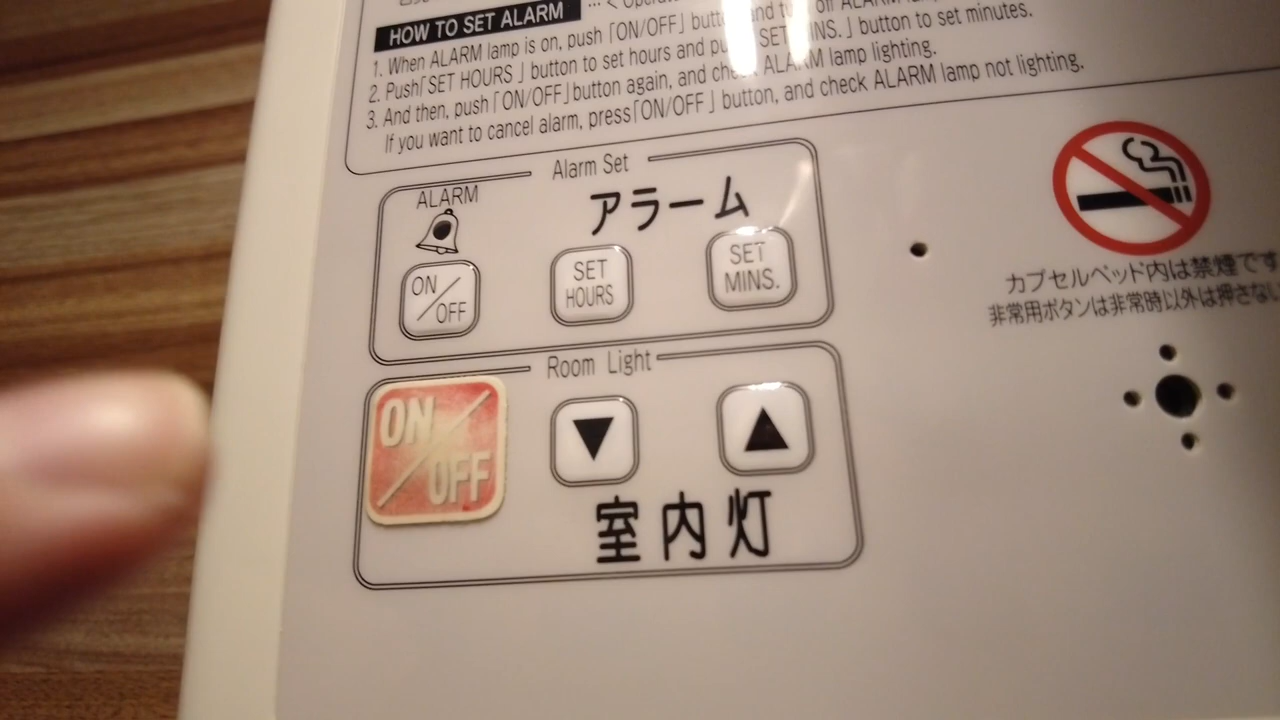 HOW TO SET ALARM
1. When ALARM lamp is on, push「ON/OFF」 off ALARM
2. Push「SET HOURS 」button to set hours and SET 」button to set minutes.
3. And then, push「ON/OFF」button again, and check ALARM lamp lighting.
If you want to cancel alarm, press「ON/OFF 」button, and check ALARM lamp not lighting.
Alarm Set
ALARM
アラーム
ON/OFF
SET HOURS
SET MINS.
カプセルベッド内は禁煙です
非常用ボタンは非常時以外は押さない
Room Light
ON/OFF
▼
▲
室内灯